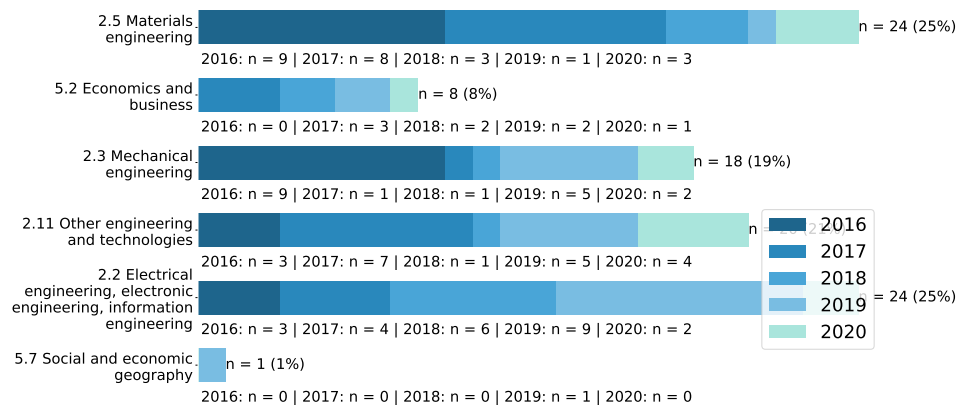 2.5 Materials
engineering
n = 24 (25%)
2016: n = 9 | 2017: n = 8 | 2018: n = 3 | 2019: n = 1 | 2020: n = 3
5.2 Economics and
business
n = 8 (8%)
2016: n = 0 | 2017: n = 3 | 2018: n = 2 | 2019: n = 2 | 2020: n = 1
2.3 Mechanical
engineering
n = 18 (19%)
2016: n = 9 | 2017: n = 1 | 2018: n = 1 | 2019: n = 5 | 2020: n = 2
2.11 Other engineering
and technologies
n
2016: n = 3 | 2017: n = 7 | 2018: n = 1 | 2019: n = 5 | 2020: n = 4
2.2 Electrical
engineering, electronic
engineering, information
engineering
n = 24 (25%)
2016: n = 3 | 2017: n = 4 | 2018: n = 6 | 2019: n = 9 | 2020: n = 2
5.7 Social and economic
geography
n = 1 (1%)
2016: n = 0 | 2017: n = 0 | 2018: n = 0 | 2019: n = 1 | 2020: n = 0
2016
2017
2018
2019
2020